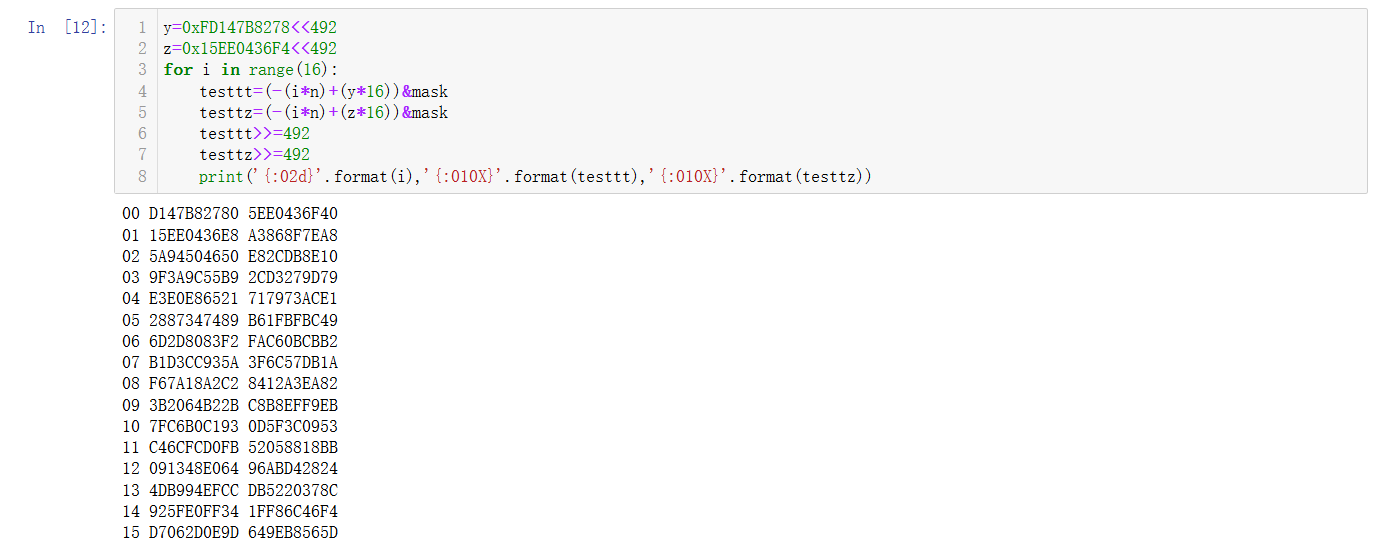 In [12]:
1 y=0xFD147B8278<<492
2 z=0x15EE0436F4<<492
3 for i in range(16):
4     testtt=(-(i*n)+(y*16))&mask
5     testtz=(-(i*n)+(z*16))&mask
6     testtt>>=492
7     testtz>>=492
8     print('{:02d}'.format(i),'{:010X}'.format(testtt),'{:010X}'.format(testtz))
00 D147B82780 5EE0436F40
01 15EE0436E8 A3868F7EA8
02 5A94504650 E82CDB8E10
03 9F3A9C55B9 2CD3279D79
04 E3E0E86521 717973ACE1
05 2887347489 B61FBFBC49
06 6D2D8083F2 FAC60BCBB2
07 B1D3CC935A 3F6C57DB1A
08 F67A18A2C2 8412A3EA82
09 3B2064B22B C8B8EFF9EB
10 7FC6B0C193 0D5F3C0953
11 C46CFCD0FB 52058818BB
12 091348E064 96ABD42824
13 4DB994EFCC DB5220378C
14 925FE0FF34 1FF86C46F4
15 D7062D0E9D 649EB8565D